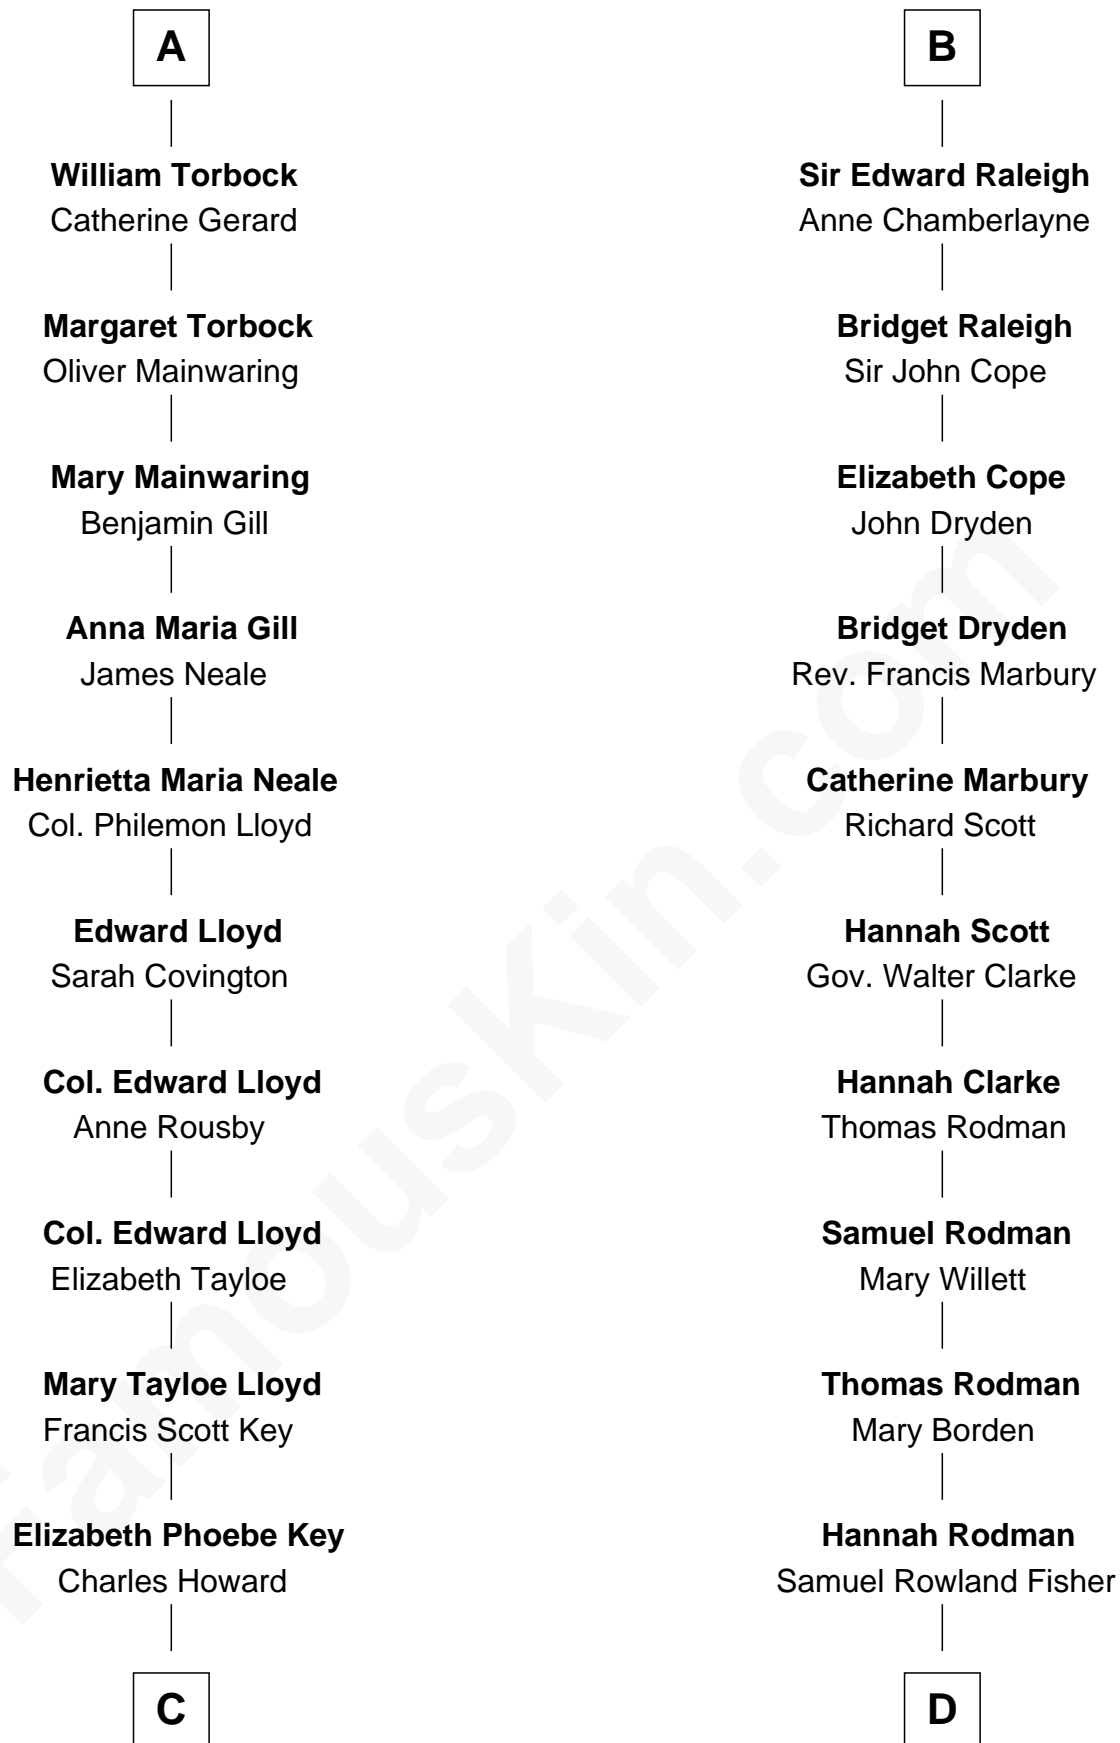 A
William Torbock
Catherine Gerard
Margaret Torbock
Oliver Mainwaring
Mary Mainwaring
Benjamin Gill
Anna Maria Gill
James Neale
Henrietta Maria Neale
Col. Philemon Lloyd
Edward Lloyd
Sarah Covington
Col. Edward Lloyd
Anne Rousby
Col. Edward Lloyd
Elizabeth Tayloe
Mary Tayloe Lloyd
Francis Scott Key
Elizabeth Phoebe Key
Charles Howard
C
B
Sir Edward Raleigh
Anne Chamberlayne
Bridget Raleigh
Sir John Cope
Elizabeth Cope
John Dryden
Bridget Dryden
Rev. Francis Marbury
Catherine Marbury
Richard Scott
Hannah Scott
Gov. Walter Clarke
Hannah Clarke
Thomas Rodman
Samuel Rodman
Mary Willett
Thomas Rodman
Mary Borden
Hannah Rodman
Samuel Rowland Fisher
D
FamousKin.com